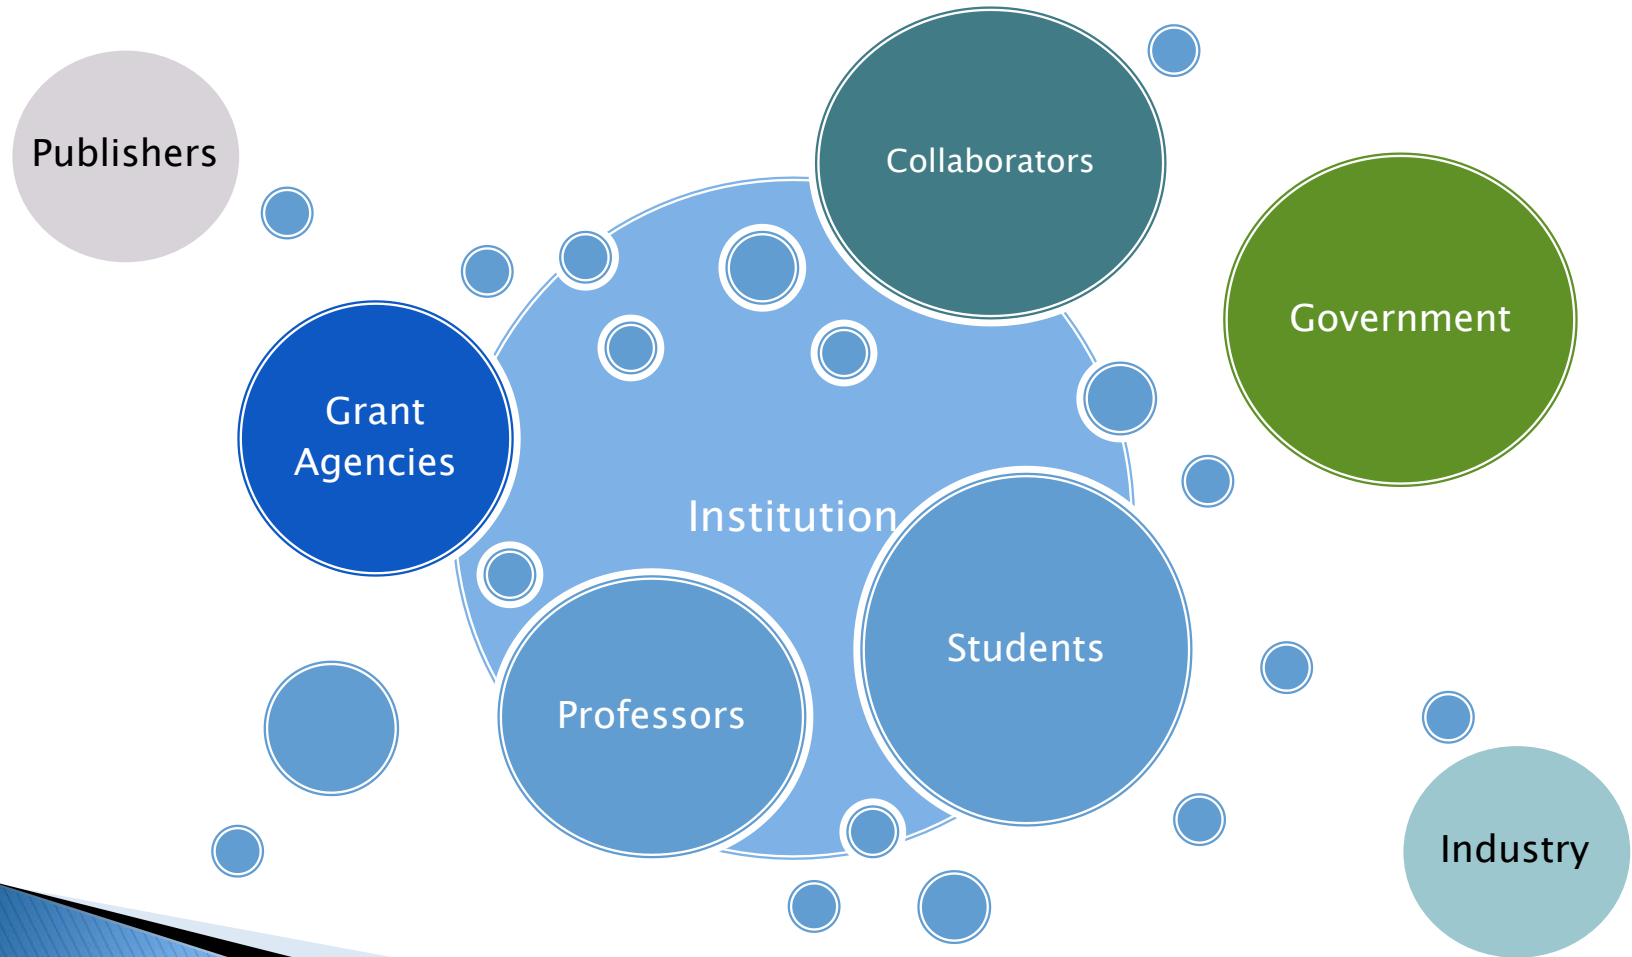 Publishers
Collaborators
Government
Grant
Agencies
Institution
Students
Professors
Industry